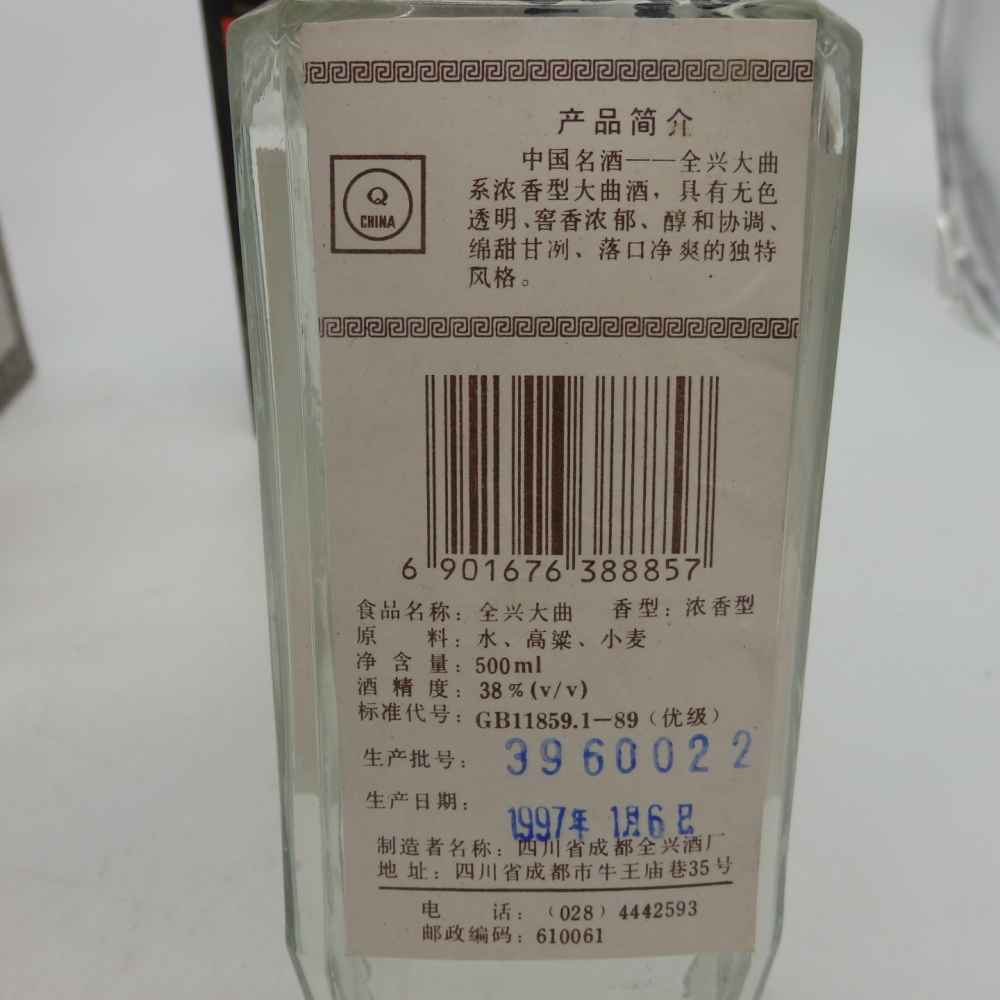 产品简介
Q
CHINA
中国名酒——全兴大曲
系浓香型大曲酒，具有无色
透明、窖香浓郁、醇和协调、
绵甜甘冽、落口净爽的独特
风格。
6 901676 388857
食品名称：全兴大曲 香型：浓香型
原 料：水、高粱、小麦
净 含 量：500ml
酒 精 度：38%(v/v)
标准代号：GB11859.1—89（优级）
生产批号：3960022
生产日期：1997年 1月6日
制造者名称：四川省成都全兴酒厂
地 址：四川省成都市牛王庙巷35号
电 话：（028）4442593
邮政编码：610061